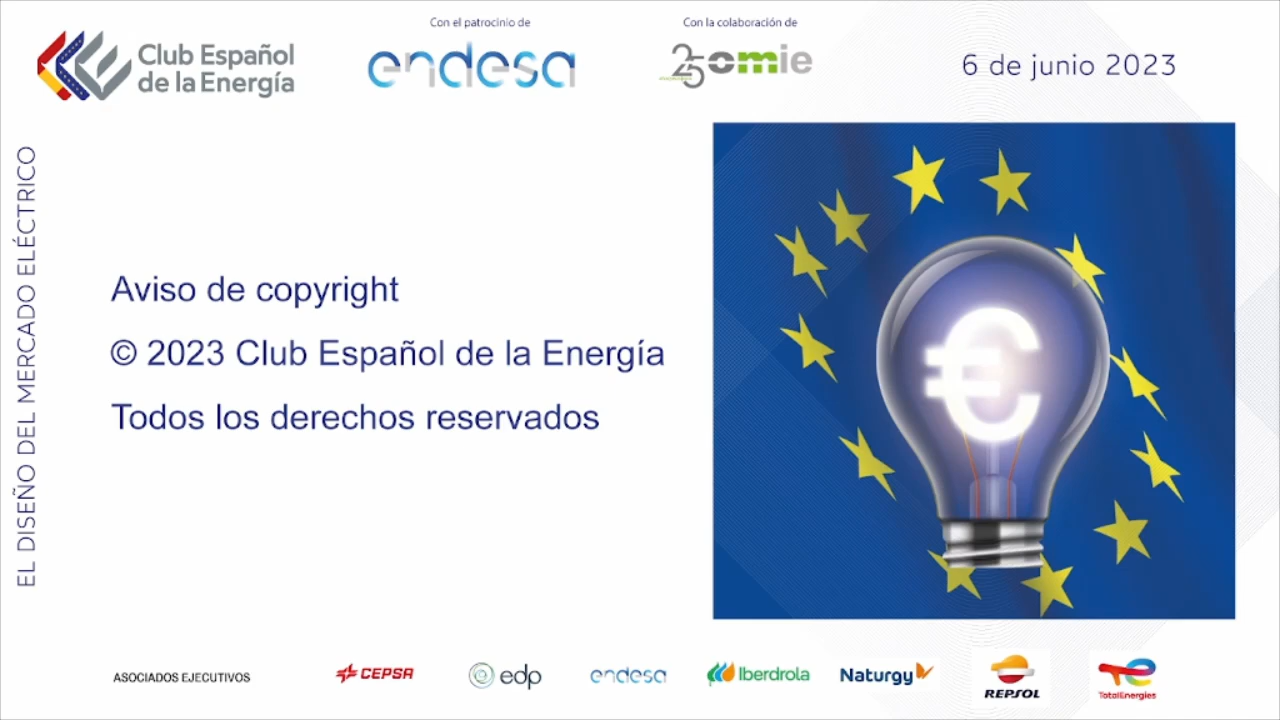 Club Español
de la Energía
Con el patrocinio de
endesa
Con la colaboración de
25 omie
6 de junio 2023
EL DISEÑO DEL MERCADO ELÉCTRICO
Aviso de copyright
© 2023 Club Español de la Energía
Todos los derechos reservados
€
ASOCIADOS EJECUTIVOS
CEPSA
edp
endesa
Iberdrola
Naturgy
REPSOL
TotalEnergies